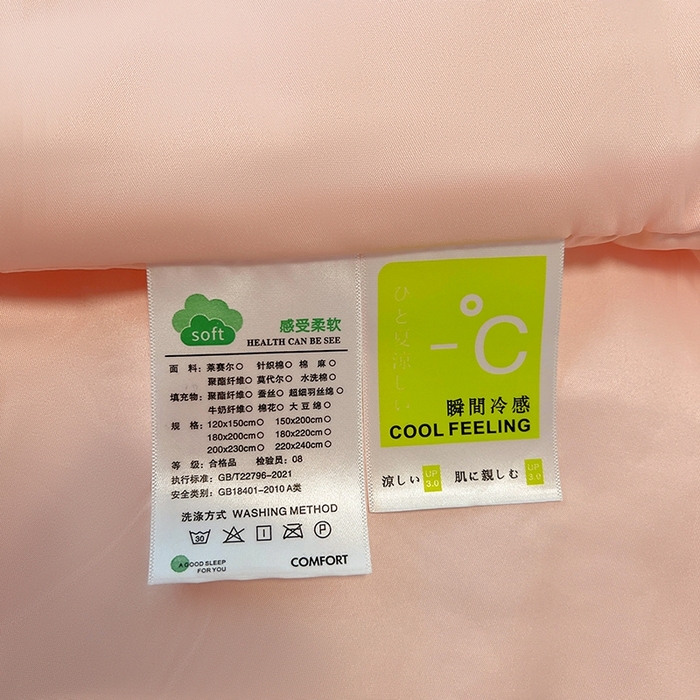 soft
感受柔软
HEALTH CAN BE SEE
面 料: 莱赛尔○ 针织棉○ 棉 麻○
聚酯纤维○ 莫代尔○ 水洗棉○
填充物: 聚酯纤维○ 蚕丝○ 超细羽丝绵○
牛奶纤维○ 棉花○ 大豆绵○
规 格: 120x150cm○ 150x200cm○
180x200cm○ 180x220cm○
200x230cm○ 220x240cm○
等 级: 合格品 检验员: 08
执行标准: GB/T22796-2021
安全类别: GB18401-2010 A类
洗涤方式 WASHING METHOD
30 P
A GOOD SLEEP
FOR YOU
COMFORT
ひと夏涼しい
-°C
瞬間冷感
COOL FEELING
涼しい UP 3.0 肌に親しむ UP 3.0